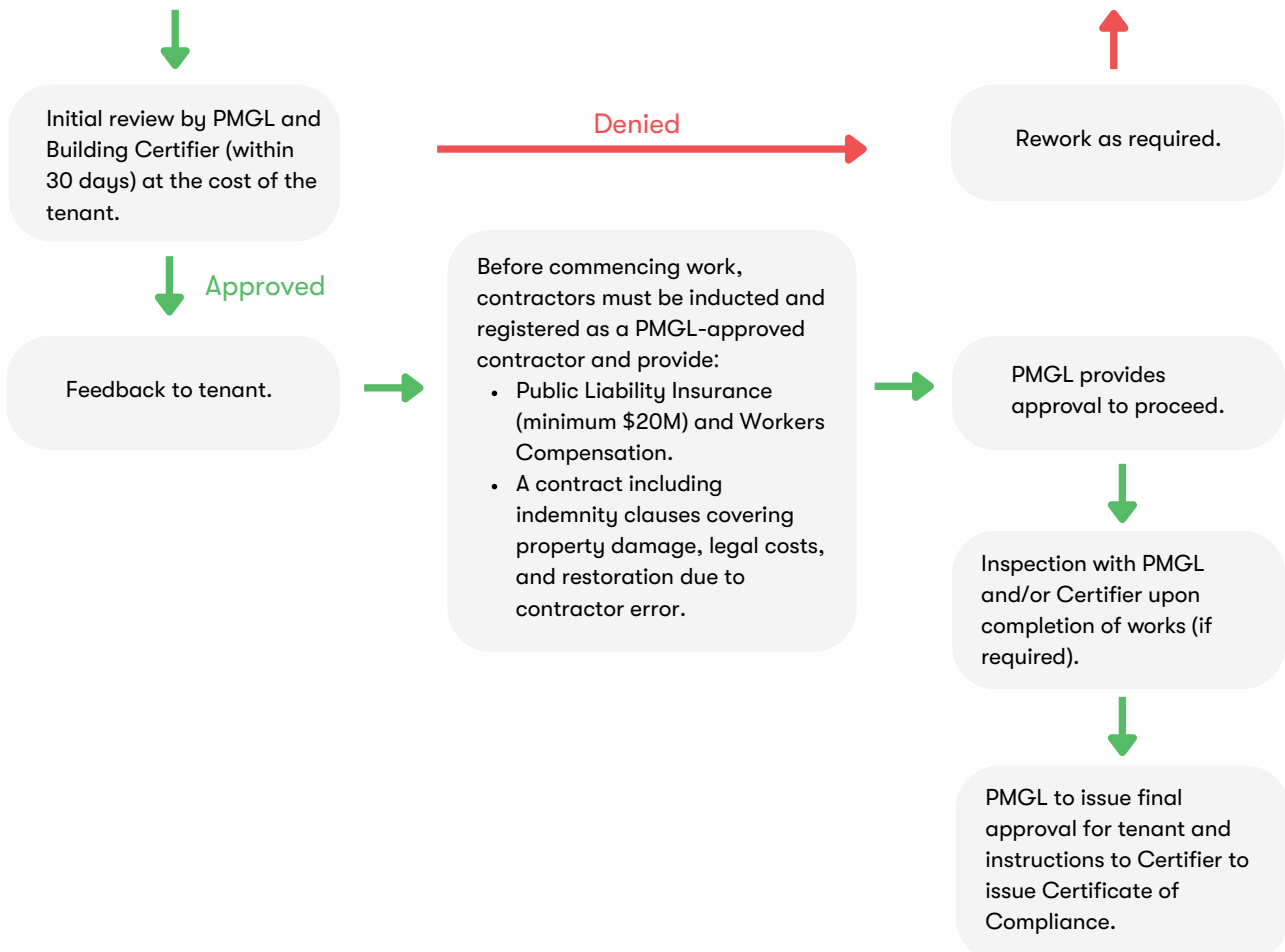 Initial review by PMGL and
Building Certifier (within
30 days) at the cost of the
tenant.
Denied
Rework as required.
Approved
Feedback to tenant.
Before commencing work,
contractors must be inducted and
registered as a PMGL-approved
contractor and provide:
• Public Liability Insurance
(minimum $20M) and Workers
Compensation.
• A contract including
indemnity clauses covering
property damage, legal costs,
and restoration due to
contractor error.
PMGL provides
approval to proceed.
Inspection with PMGL
and/or Certifier upon
completion of works (if
required).
PMGL to issue final
approval for tenant and
instructions to Certifier to
issue Certificate of
Compliance.